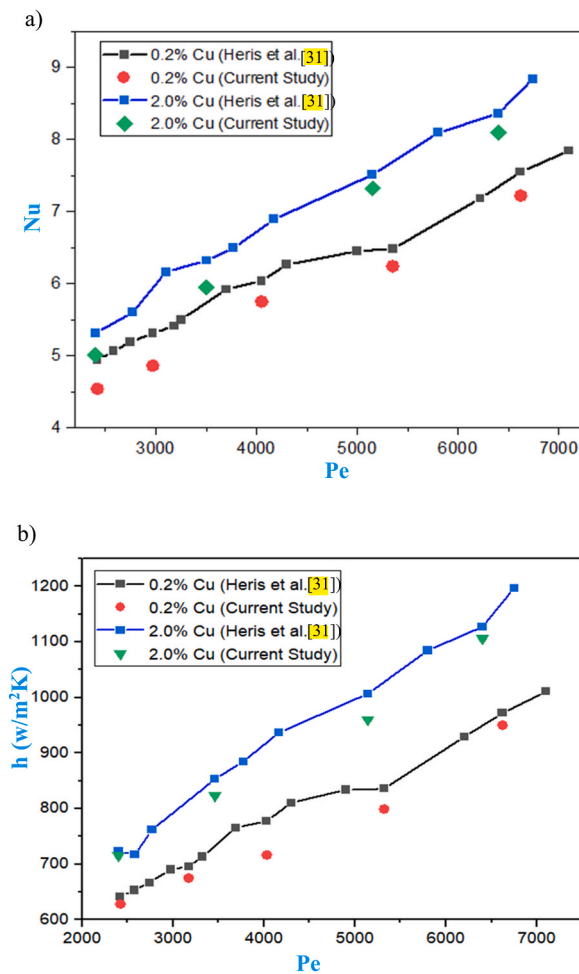 a)
0.2% Cu (Heris et al.[31])
0.2% Cu (Current Study)
2.0% Cu (Heris et al.[31])
2.0% Cu (Current Study)
9
8
7
6
5
4
Nu
3000 4000 5000 6000 7000
Pe
b)
0.2% Cu (Heris et al.[31])
0.2% Cu (Current Study)
2.0% Cu (Heris et al.[31])
2.0% Cu (Current Study)
1200
1100
1000
900
800
700
600
h (w/m²K)
2000 3000 4000 5000 6000 7000
Pe